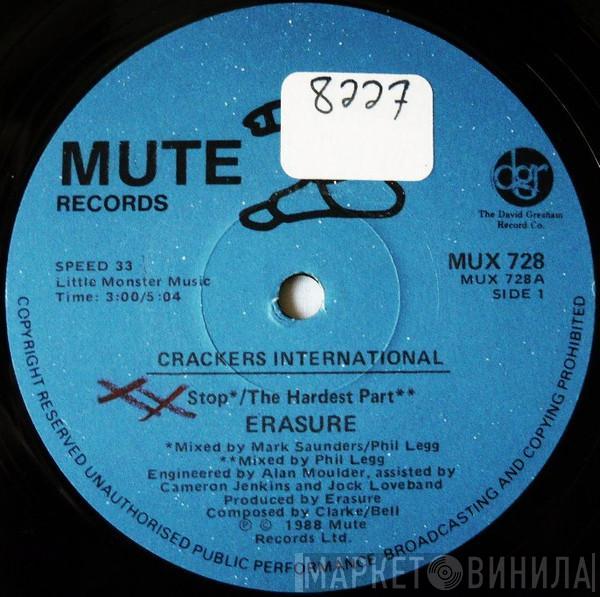 8227
MUTE
RECORDS
dgr
The David Gresham
Record Co.
SPEED 33
Little Monster Music
Time: 3:00/5:04
MUX 728
MUX 728A
SIDE 1
CRACKERS INTERNATIONAL
Stop*/The Hardest Part**
ERASURE
*Mixed by Mark Saunders/Phil Legg
**Mixed by Phil Legg
Engineered by Alan Moulder, assisted by
Cameron Jenkins and Jock Loveband
Produced by Erasure
Composed by Clarke/Bell
℗ © 1988 Mute
Records Ltd.
COPYRIGHT RESERVED UNAUTHORISED PUBLIC PERFORMANCE, BROADCASTING AND COPYING PROHIBITED
МАРКЕТ ВИНИЛА